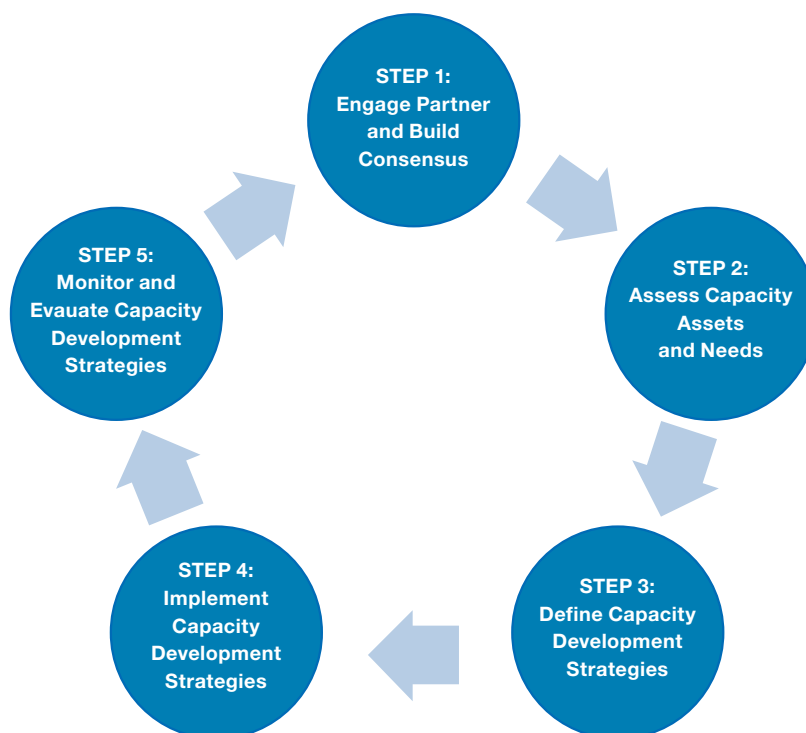 STEP 1:
Engage Partner
and Build
Consensus
STEP 2:
Assess Capacity
Assets
and Needs
STEP 3:
Define Capacity
Development
Strategies
STEP 4:
Implement
Capacity
Development
Strategies
STEP 5:
Monitor and
Evauate Capacity
Development
Strategies